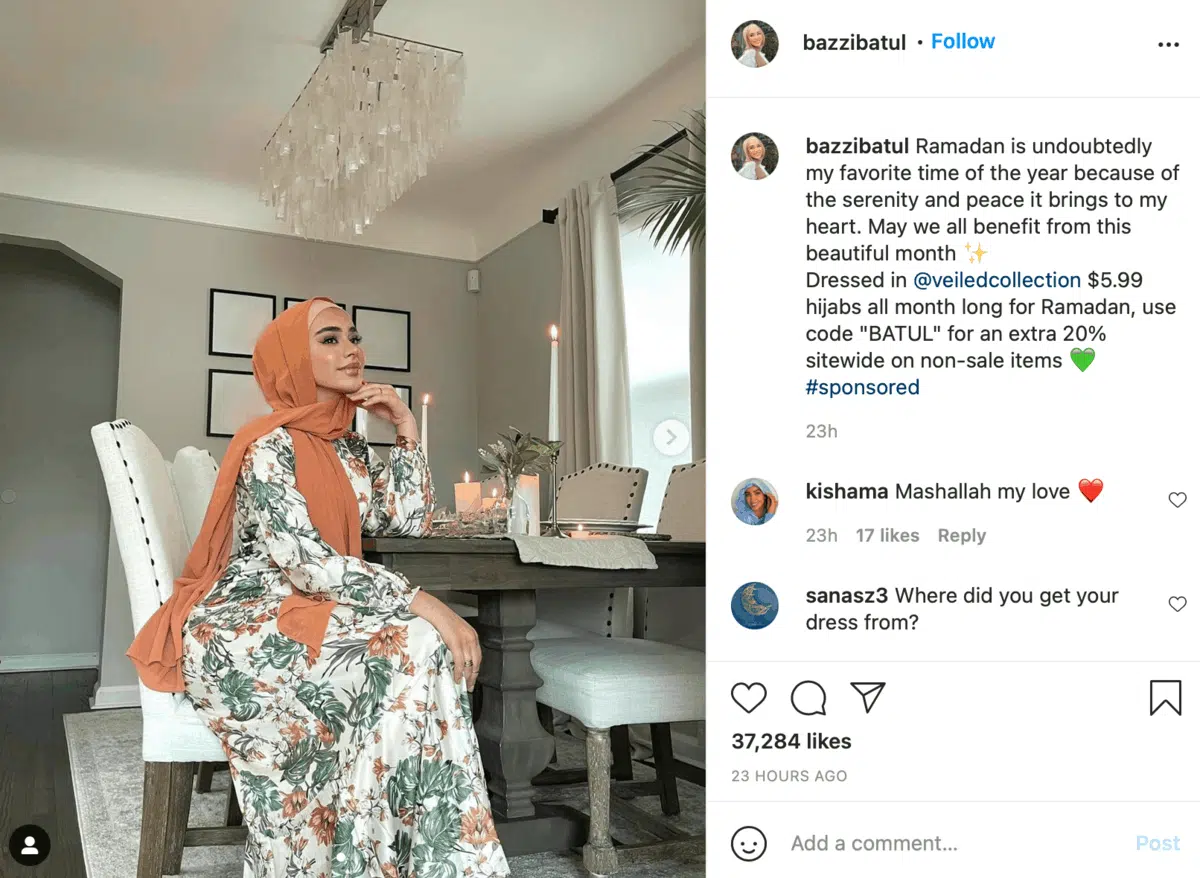 bazzibatul • Follow
bazzibatul Ramadan is undoubtedly
my favorite time of the year because of
the serenity and peace it brings to my
heart. May we all benefit from this
beautiful month ✨
Dressed in @veiledcollection $5.99
hijabs all month long for Ramadan, use
code "BATUL" for an extra 20%
sitewide on non-sale items 💚
#sponsored
23h
kishama Mashallah my love ❤️
23h 17 likes Reply
sanasz3 Where did you get your
dress from?
37,284 likes
23 HOURS AGO
Add a comment...
Post